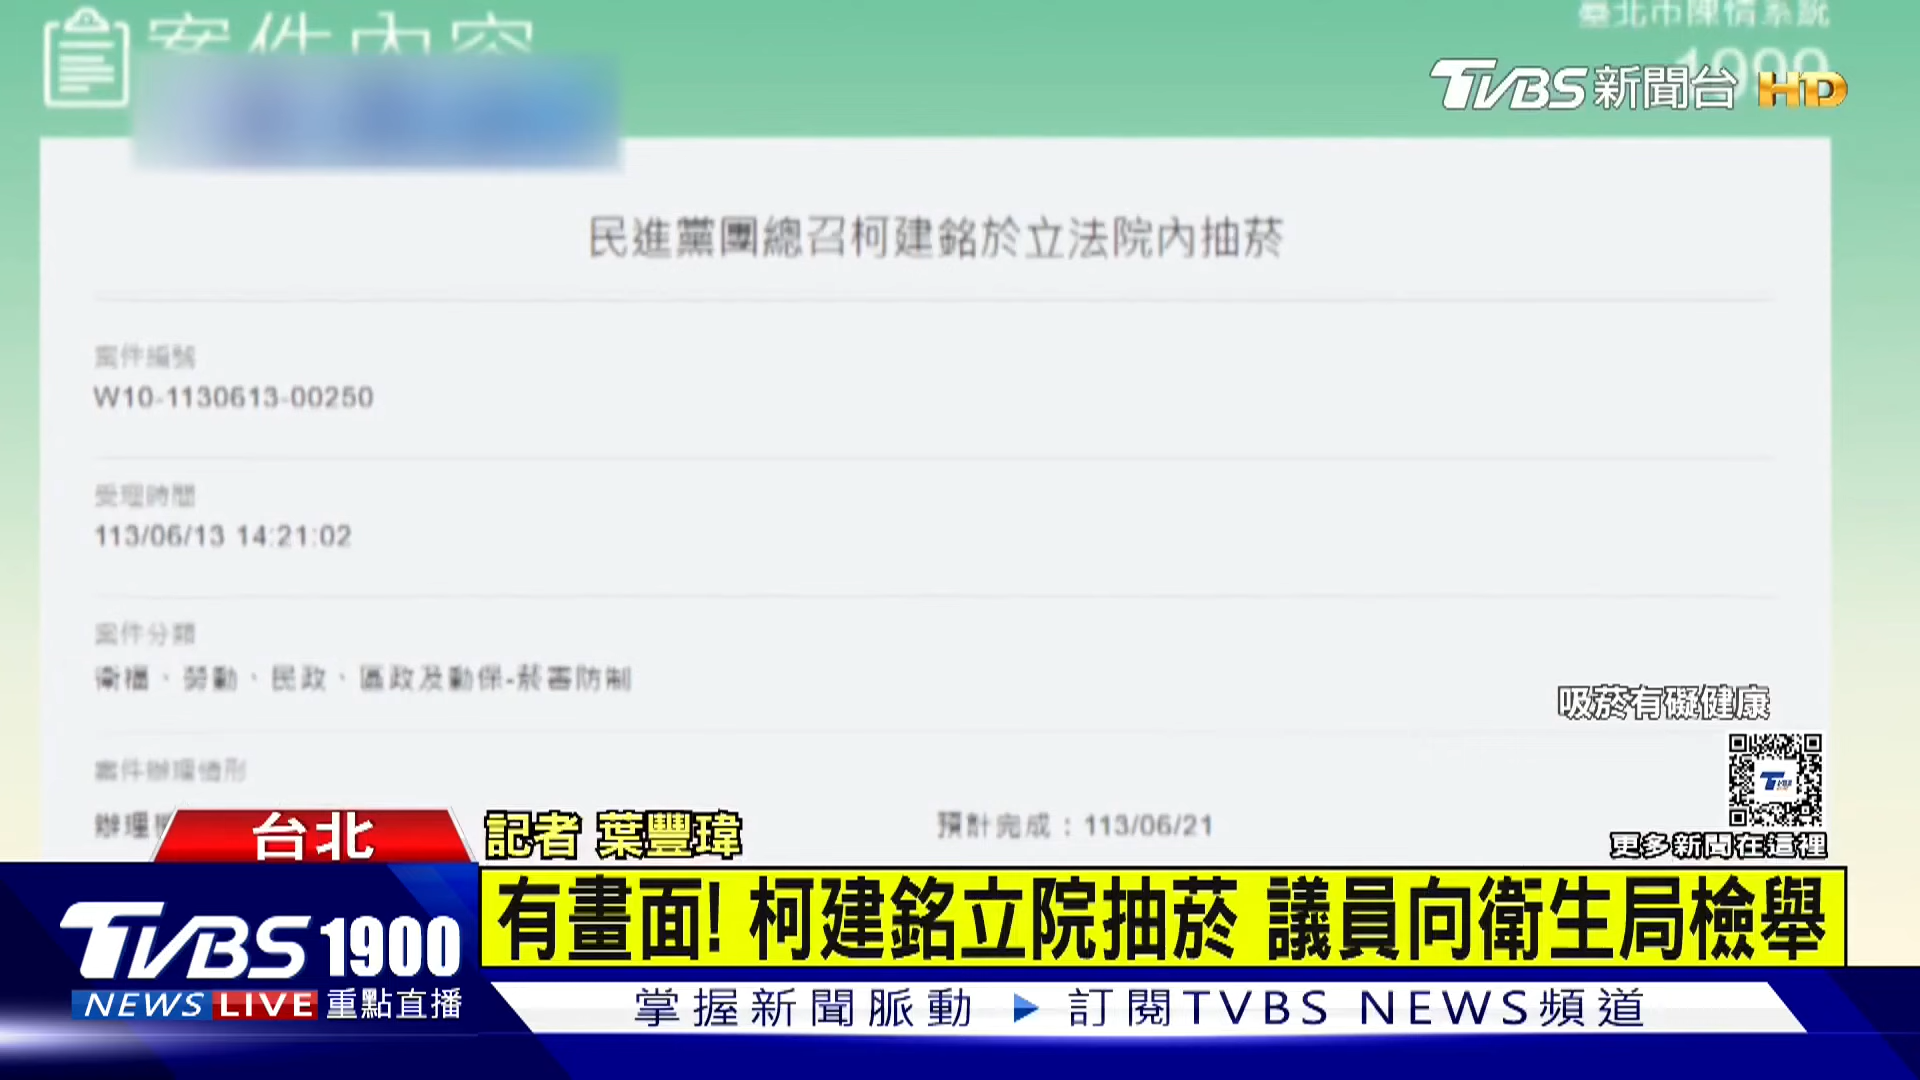 案件內容
臺北市陳情系統
1999
TVBS新聞台 HD
民進黨團總召柯建銘於立法院內抽菸
案件編號
W10-1130613-00250
受理時間
113/06/13 14:21:02
案件分類
衛福、勞動、民政、區政及動保-菸害防制
吸菸有礙健康
案件辦理情形
辦理
預計完成：113/06/21
更多新聞在這裡
台北
記者 葉豐瑋
有畫面! 柯建銘立院抽菸 議員向衛生局檢舉
TVBS 1900
NEWS LIVE 重點直播
掌握新聞脈動 ▶ 訂閱TVBS NEWS頻道